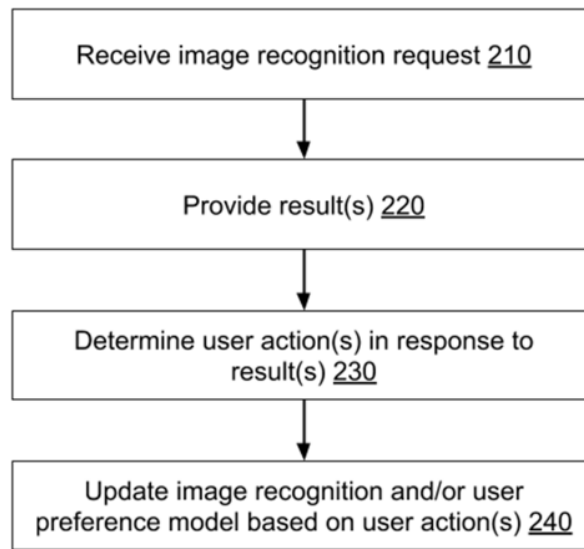 Receive image recognition request 210
Provide result(s) 220
Determine user action(s) in response to
result(s) 230
Update image recognition and/or user
preference model based on user action(s) 240